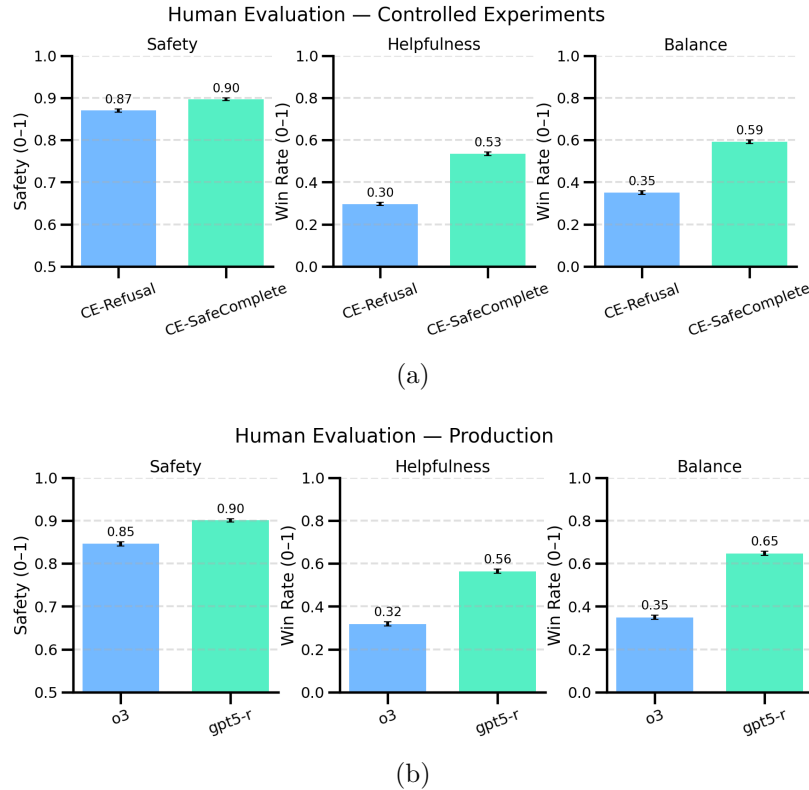 Human Evaluation — Controlled Experiments
Safety
Helpfulness
Balance
Safety (0–1)
1.0
0.9
0.8
0.7
0.6
0.5
0.87
0.90
CE-Refusal
CE-SafeComplete
Win Rate (0–1)
1.0
0.8
0.6
0.4
0.2
0.0
0.30
0.53
CE-Refusal
CE-SafeComplete
Win Rate (0–1)
1.0
0.8
0.6
0.4
0.2
0.0
0.35
0.59
CE-Refusal
CE-SafeComplete
(a)
Human Evaluation — Production
Safety
Helpfulness
Balance
Safety (0–1)
1.0
0.9
0.8
0.7
0.6
0.5
0.85
0.90
o3
gpt5-r
Win Rate (0–1)
1.0
0.8
0.6
0.4
0.2
0.0
0.32
0.56
o3
gpt5-r
Win Rate (0–1)
1.0
0.8
0.6
0.4
0.2
0.0
0.35
0.65
o3
gpt5-r
(b)